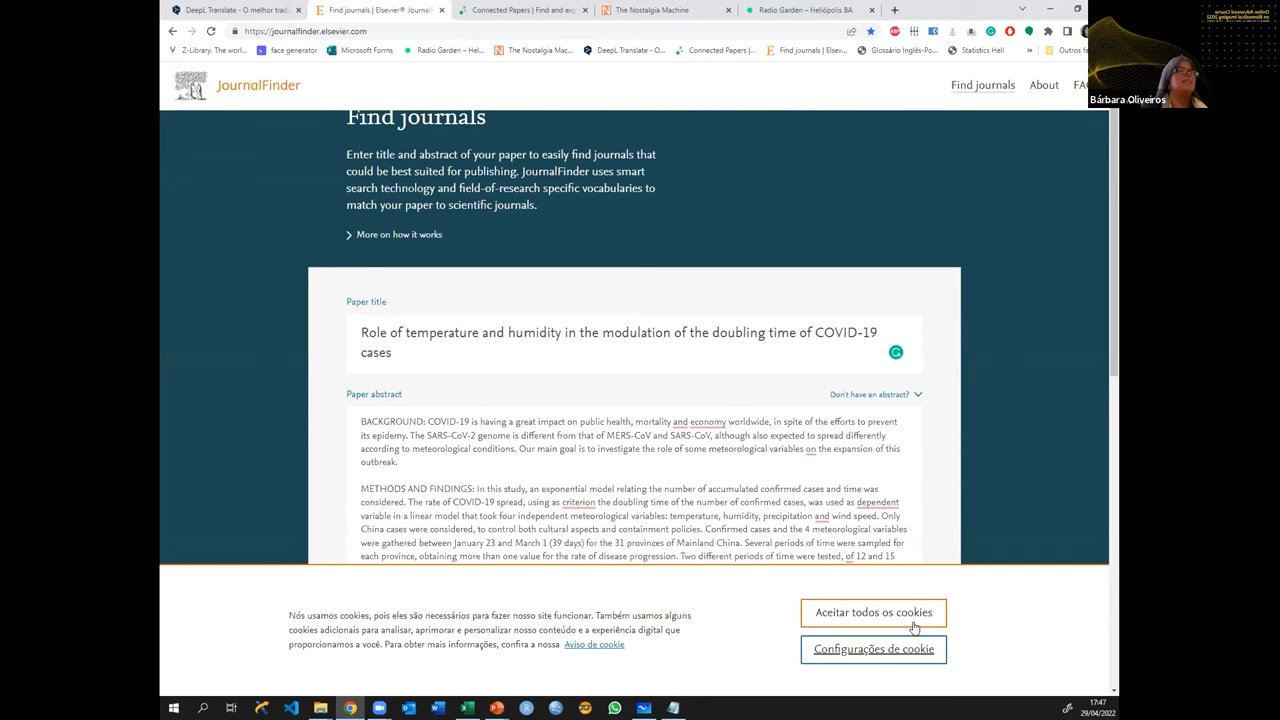 DeepL Translate - O melhor trad
Find journals | Elsevier® Journal
Connected Papers | Find and exp
The Nostalgia Machine
Radio Garden – Heliópolis BA
https://journalfinder.elsevier.com
Z-Library. The worl...
face generator
Microsoft Forms
Radio Garden – Hel...
The Nostalgia Mac...
DeepL Translate - O...
Connected Papers |...
Find journals | Elsev...
Glossário Inglês-Po...
Statistics Hell
»
Outros fa
Online Advanced Course
on Biomedical Imaging
2022
Bárbara Oliveiros
JournalFinder
Find journals
About
FAQ
Find journals
Enter title and abstract of your paper to easily find journals that
could be best suited for publishing. JournalFinder uses smart
search technology and field-of-research specific vocabularies to
match your paper to scientific journals.
More on how it works
Paper title
Role of temperature and humidity in the modulation of the doubling time of COVID-19
cases
Paper abstract
Don't have an abstract?
BACKGROUND: COVID-19 is having a great impact on public health, mortality and economy worldwide, in spite of the efforts to prevent
its epidemy. The SARS-CoV-2 genome is different from that of MERS-CoV and SARS-CoV, although also expected to spread differently
according to meteorological conditions. Our main goal is to investigate the role of some meteorological variables on the expansion of this
outbreak.
METHODS AND FINDINGS: In this study, an exponential model relating the number of accumulated confirmed cases and time was
considered. The rate of COVID-19 spread, using as criterion the doubling time of the number of confirmed cases, was used as dependent
variable in a linear model that took four independent meteorological variables: temperature, humidity, precipitation and wind speed. Only
China cases were considered, to control both cultural aspects and containment policies. Confirmed cases and the 4 meteorological variables
were gathered between January 23 and March 1 (39 days) for the 31 provinces of Mainland China. Several periods of time were sampled for
each province, obtaining more than one value for the rate of disease progression. Two different periods of time were tested, of 12 and 15
Nós usamos cookies, pois eles são necessários para fazer nosso site funcionar. Também usamos alguns
cookies adicionais para analisar, aprimorar e personalizar nosso conteúdo e a experiência digital que
proporcionamos a você. Para obter mais informações, confira a nossa Aviso de cookie
Aceitar todos os cookies
Configurações de cookie
17:47
29/04/2022